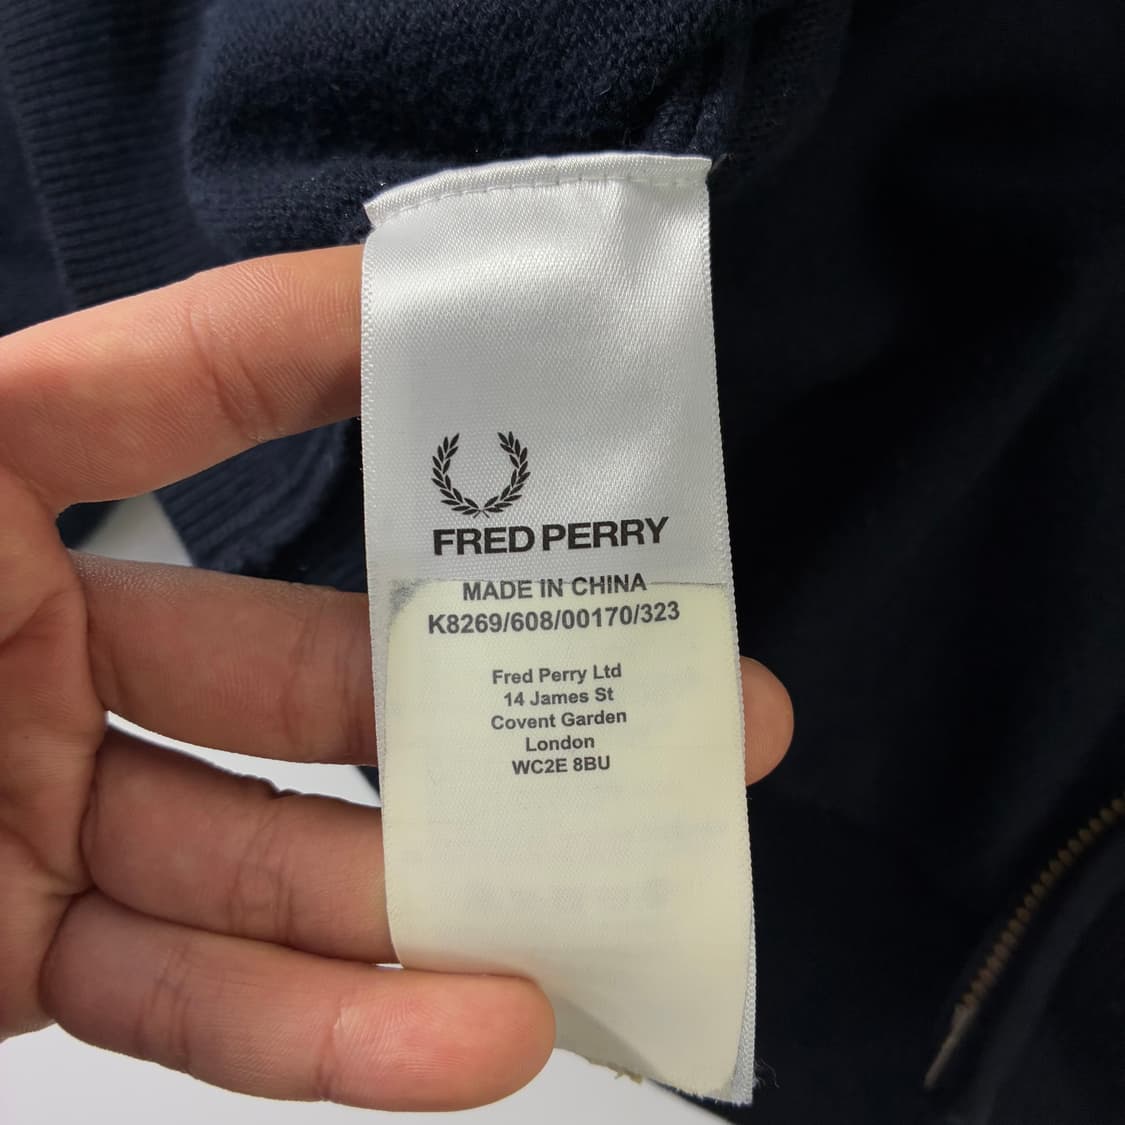 FRED PERRY
MADE IN CHINA
K8269/608/00170/323
Fred Perry Ltd
14 James St
Covent Garden
London
WC2E 8BU